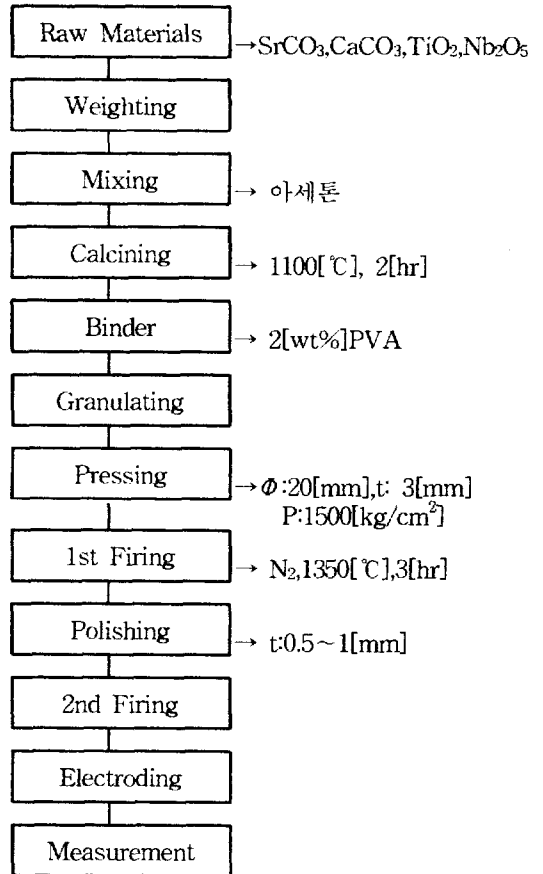 Raw Materials →SrCO₃,CaCO₃,TiO₂,Nb₂O₅
Weighting
Mixing → 아세톤
Calcining → 1100[℃], 2[hr]
Binder → 2[wt%]PVA
Granulating
Pressing →Φ:20[mm],t: 3[mm]
P:1500[kg/cm²]
1st Firing → N₂,1350[℃],3[hr]
Polishing → t:0.5~1[mm]
2nd Firing
Electroding
Measurement